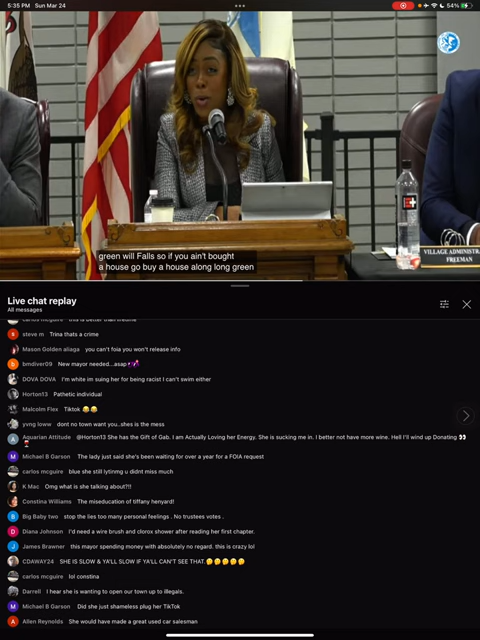 5:35 PM Sun Mar 24
54%
VILLAGE ADMINISTR
FREEMAN
green will Falls so if you ain't bought
a house go buy a house along long green
Live chat replay
All messages
carlos mcguire this is better than lifetime
steve m Trina thats a crime
Mason Golden aliaga you can't foia you won't release info
bmdiver09 New mayor needed...asap
DOVA DOVA I'm white im suing her for being racist I can't swim either
Horton13 Pathetic individual
Malcolm Flex Tiktok 😂😂
yvng loww dont no town want you..shes is the mess
Aquarian Attitude @Horton13 She has the Gift of Gab. I am Actually Loving her Energy. She is sucking me in. I better not have more wine. Hell I'll wind up Donating 👀
🍷
Michael B Garson The lady just said she's been waiting for over a year for a FOIA request
carlos mcguire blue she still lytinmg u didnt miss much
K Mac Omg what is she talking about?!!
Constina Williams The miseducation of tiffany henyard!
Big Baby two stop the lies too many personal feelings . No trustees votes .
Diana Johnson I'd need a wire brush and clorox shower after reading her first chapter.
James Brawner this mayor spending money with absolutely no regard. this is crazy lol
CDAWAY24 SHE IS SLOW & YA'LL SLOW IF YA'LL CAN'T SEE THAT.🤔🤔🤔🤔🤔
carlos mcguire lol constina
Darrell I hear she is wanting to open our town up to illegals.
Michael B Garson Did she just shameless plug her TikTok
Allen Reynolds She would have made a great used car salesman